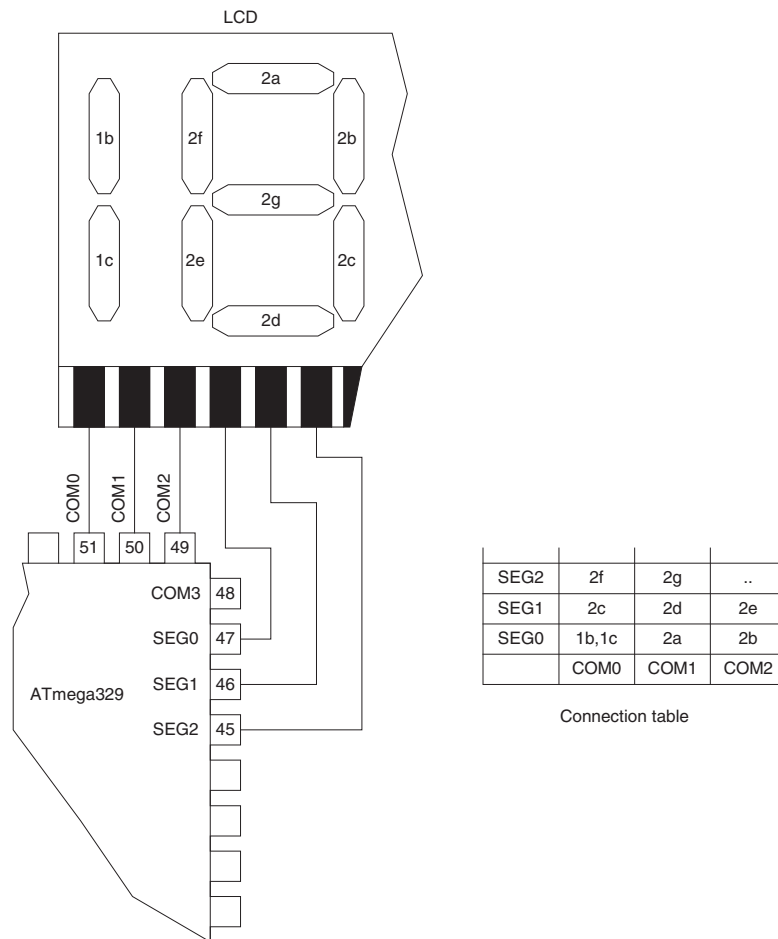 LCD
2a
1b
2f
2b
2g
1c
2e
2c
2d
COM0
COM1
COM2
51
50
49
COM3
48
SEG0
47
SEG1
46
ATmega329
SEG2
45
SEG2 2f 2g ..
SEG1 2c 2d 2e
SEG0 1b,1c 2a 2b
COM0 COM1 COM2
Connection table